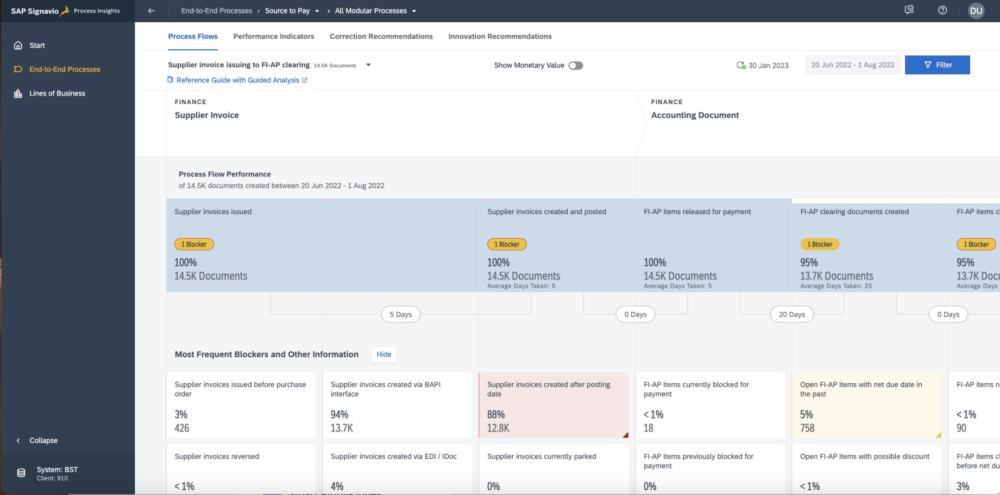 SAP Signavio Process Insights
End-to-End Processes › Source to Pay › All Modular Processes
DU
Start
End-to-End Processes
Lines of Business
Process Flows Performance Indicators Correction Recommendations Innovation Recommendations
Supplier invoice issuing to FI-AP clearing 14.5K Documents
Show Monetary Value
30 Jan 2023
20 Jun 2022 - 1 Aug 2022
Filter
Reference Guide with Guided Analysis
FINANCE
Supplier Invoice
FINANCE
Accounting Document
Process Flow Performance
of 14.5K documents created between 20 Jun 2022 - 1 Aug 2022
Supplier invoices issued
1 Blocker
100%
14.5K Documents
Supplier invoices created and posted
1 Blocker
100%
14.5K Documents
Average Days Taken: 5
FI-AP items released for payment
100%
14.5K Documents
Average Days Taken: 5
FI-AP clearing documents created
1 Blocker
95%
13.7K Documents
Average Days Taken: 25
FI-AP items
1 Blocker
95%
13.7K
Average Days
5 Days
0 Days
20 Days
0 Days
Most Frequent Blockers and Other Information
Hide
Supplier invoices issued before purchase
order
3%
426
Supplier invoices created via BAPI
interface
94%
13.7K
Supplier invoices created after posting
date
88%
12.8K
FI-AP items currently blocked for
payment
<1%
18
Open FI-AP items with net due date in
the past
5%
758
FI-AP items
<1%
90
Supplier invoices reversed
<1%
Supplier invoices created via EDI / IDoc
4%
Supplier invoices currently parked
0%
FI-AP items previously blocked for
payment
0%
Open FI-AP items with possible discount
<1%
FI-AP items
before net
3%
‹ Collapse
System: BST
Client: 910